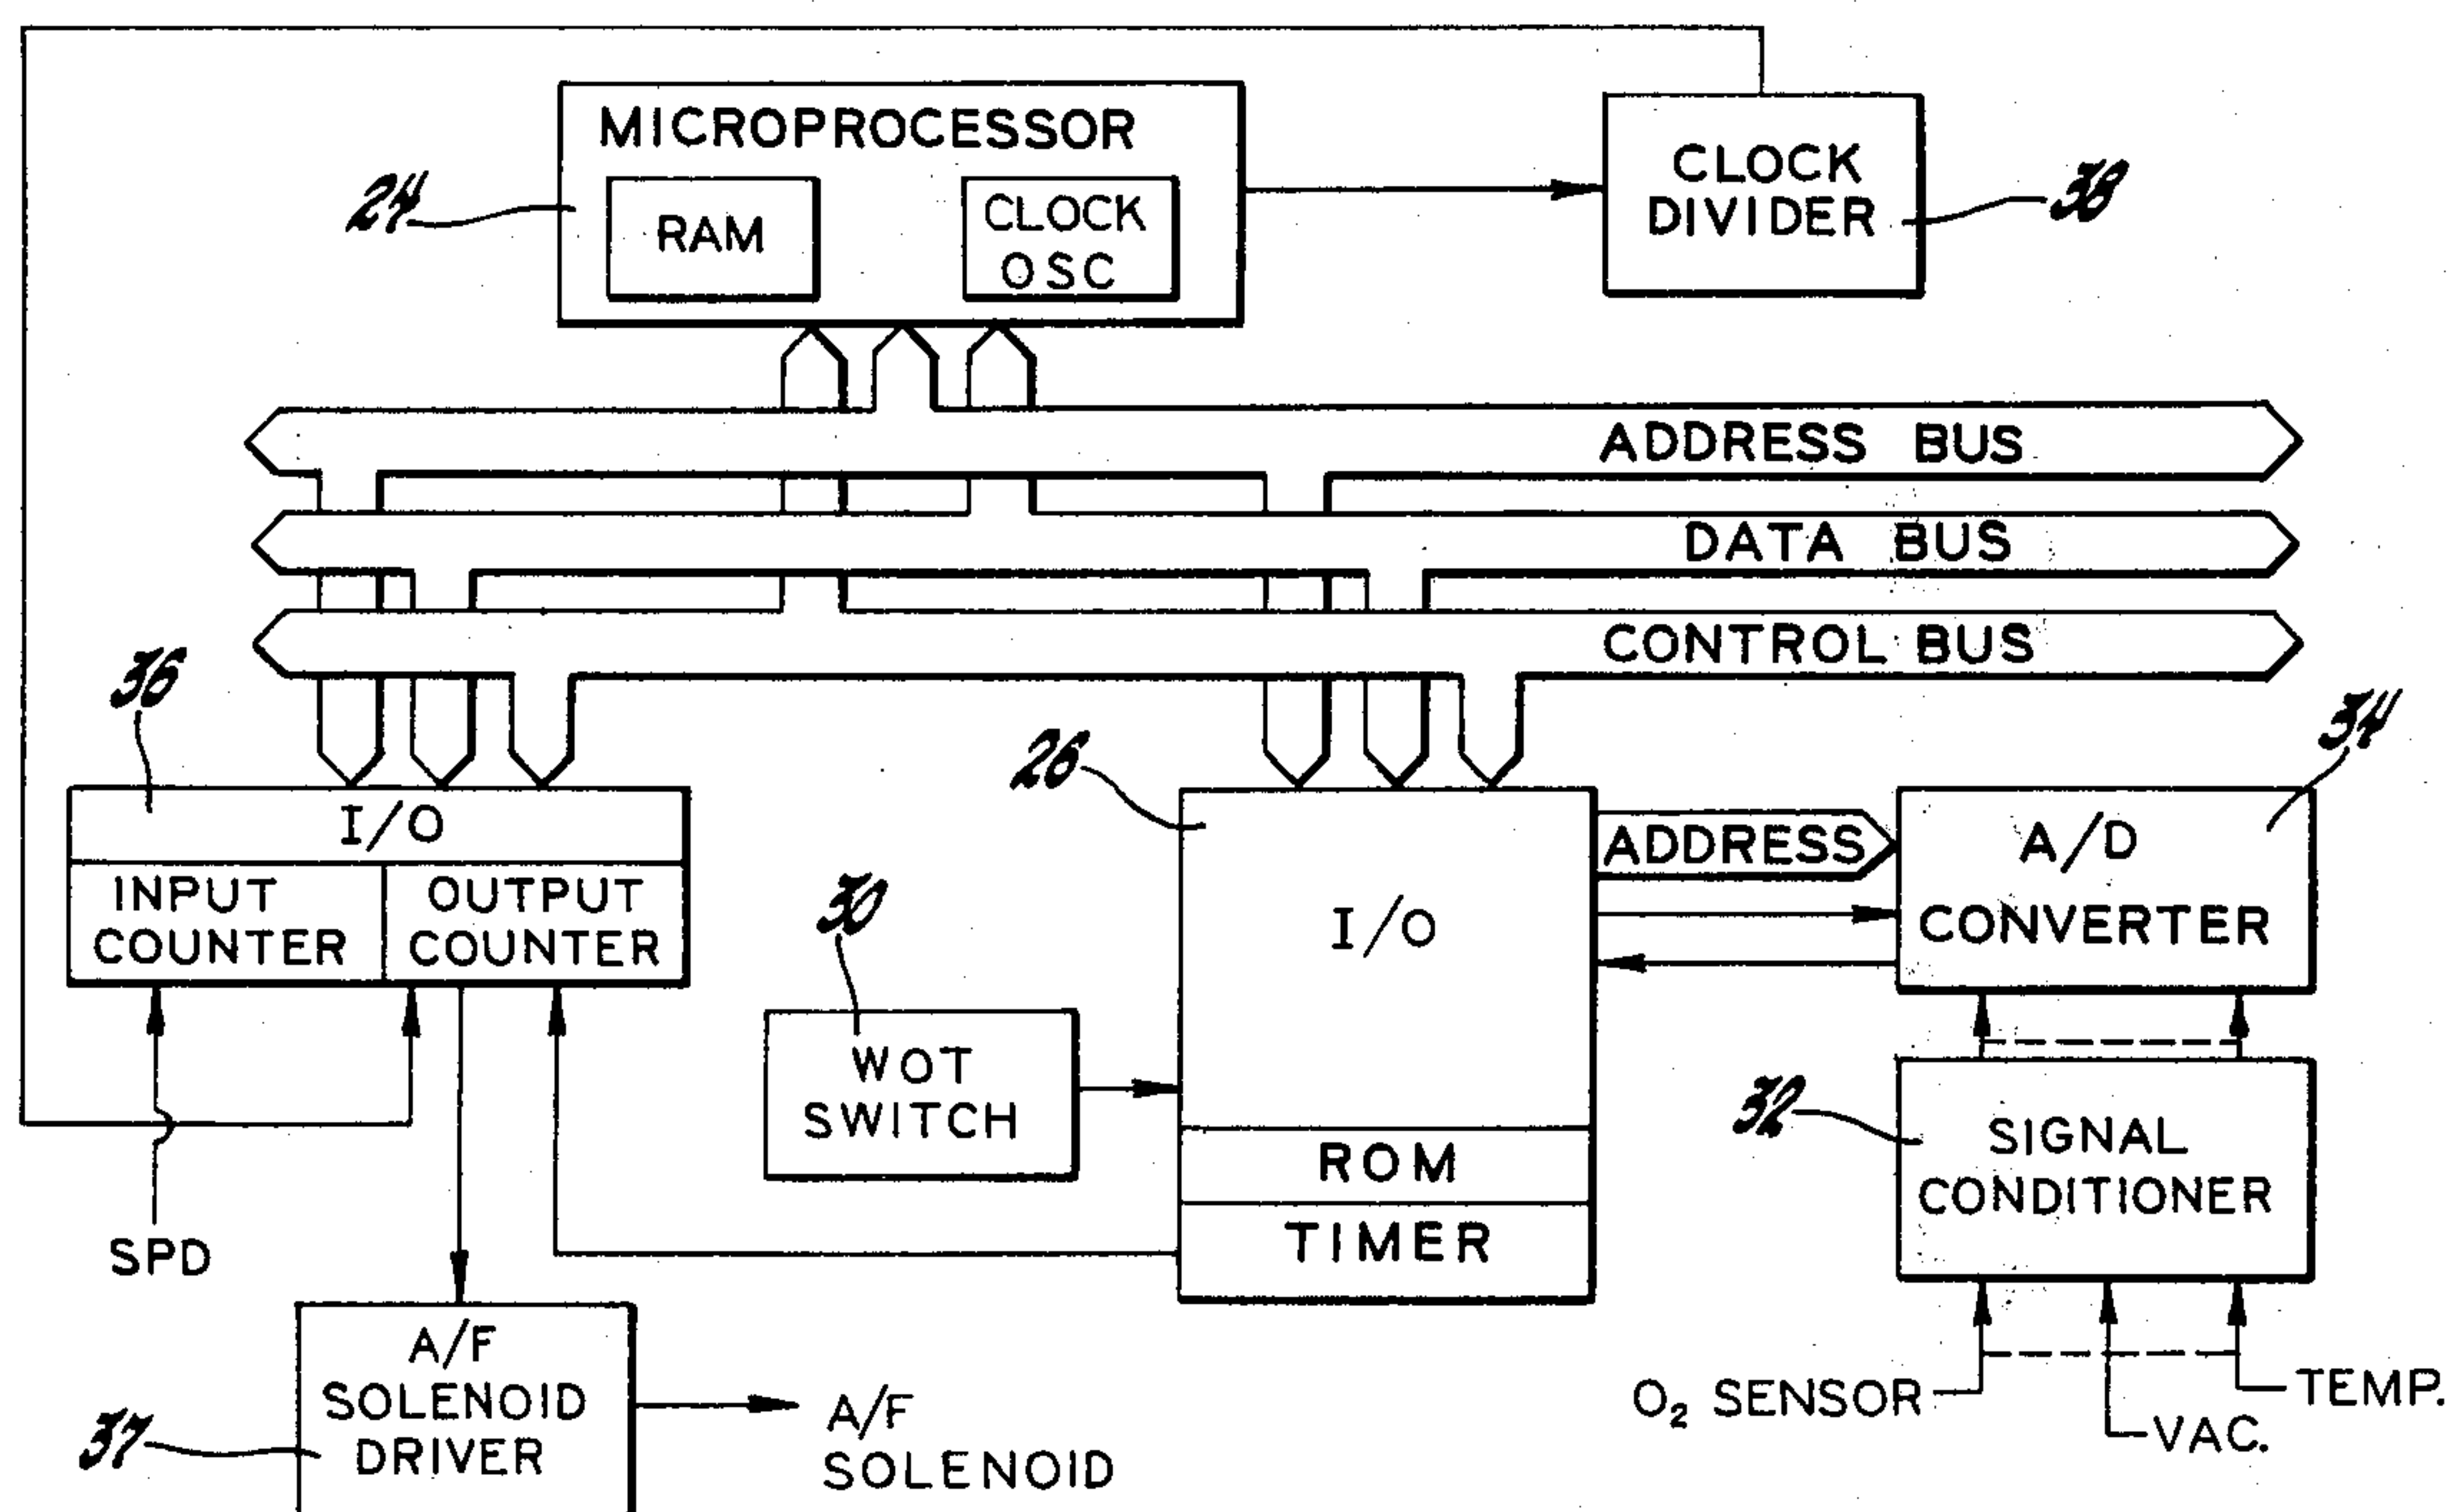 MICROPROCESSOR
24
RAM
CLOCK
OSC
CLOCK
DIVIDER
38
ADDRESS BUS
DATA BUS
CONTROL BUS
36
I/O
INPUT
COUNTER
OUTPUT
COUNTER
SPD
30
WOT
SWITCH
26
I/O
ROM
TIMER
ADDRESS
34
A/D
CONVERTER
32
SIGNAL
CONDITIONER
O₂ SENSOR
VAC.
TEMP.
37
A/F
SOLENOID
DRIVER
A/F
SOLENOID